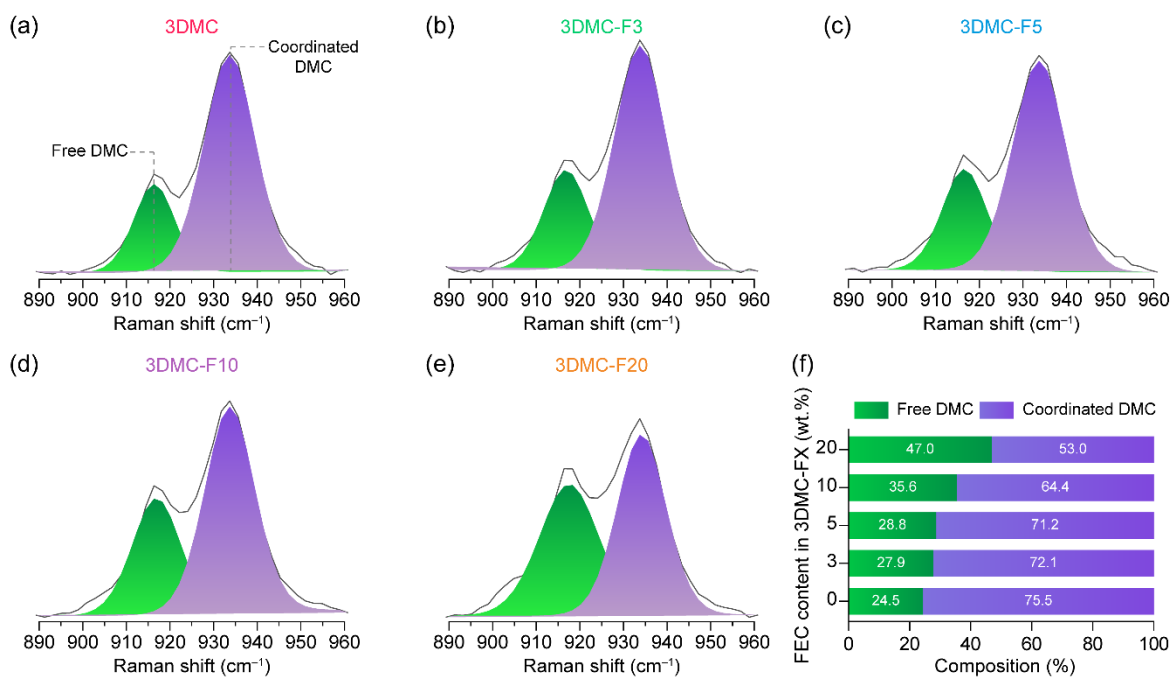 (a)
3DMC
Coordinated
DMC
Free DMC
890 900 910 920 930 940 950 960
Raman shift (cm⁻¹)
(b)
3DMC-F3
890 900 910 920 930 940 950 960
Raman shift (cm⁻¹)
(c)
3DMC-F5
890 900 910 920 930 940 950 960
Raman shift (cm⁻¹)
(d)
3DMC-F10
890 900 910 920 930 940 950 960
Raman shift (cm⁻¹)
(e)
3DMC-F20
890 900 910 920 930 940 950 960
Raman shift (cm⁻¹)
(f)
Free DMC Coordinated DMC
FEC content in 3DMC-FX (wt.%)
20 47.0 53.0
10 35.6 64.4
5 28.8 71.2
3 27.9 72.1
0 24.5 75.5
0 20 40 60 80 100
Composition (%)